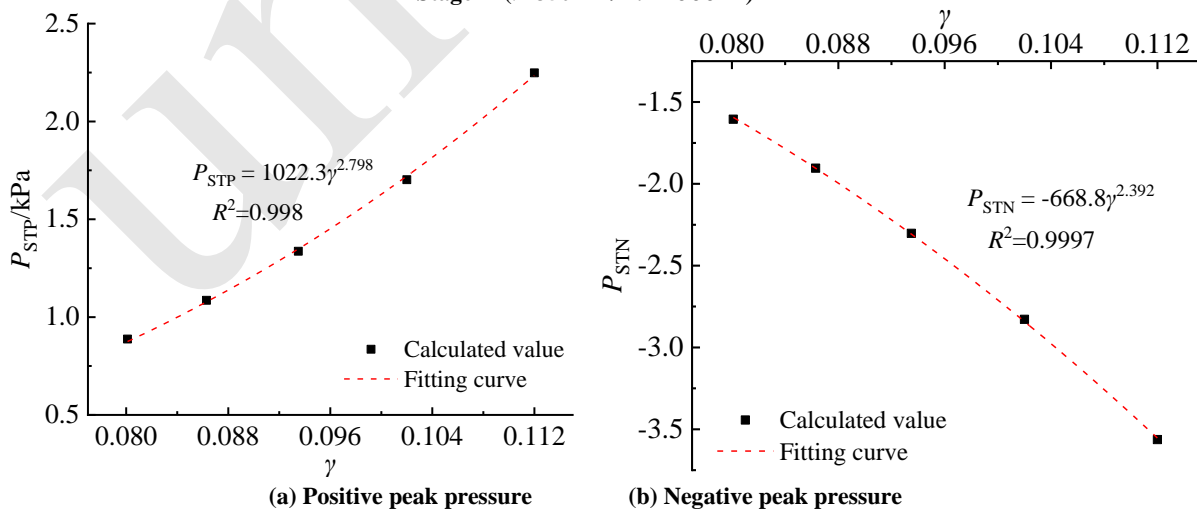 2.5
2.0
1.5
1.0
0.5
P_STP/kPa
P_STP = 1022.3γ^2.798
R^2=0.998
Calculated value
Fitting curve
0.080 0.088 0.096 0.104 0.112
γ
(a) Positive peak pressure
γ
0.080 0.088 0.096 0.104 0.112
-1.5
-2.0
-2.5
-3.0
-3.5
P_STN
P_STN = -668.8γ^2.392
R^2=0.9997
Calculated value
Fitting curve
(b) Negative peak pressure